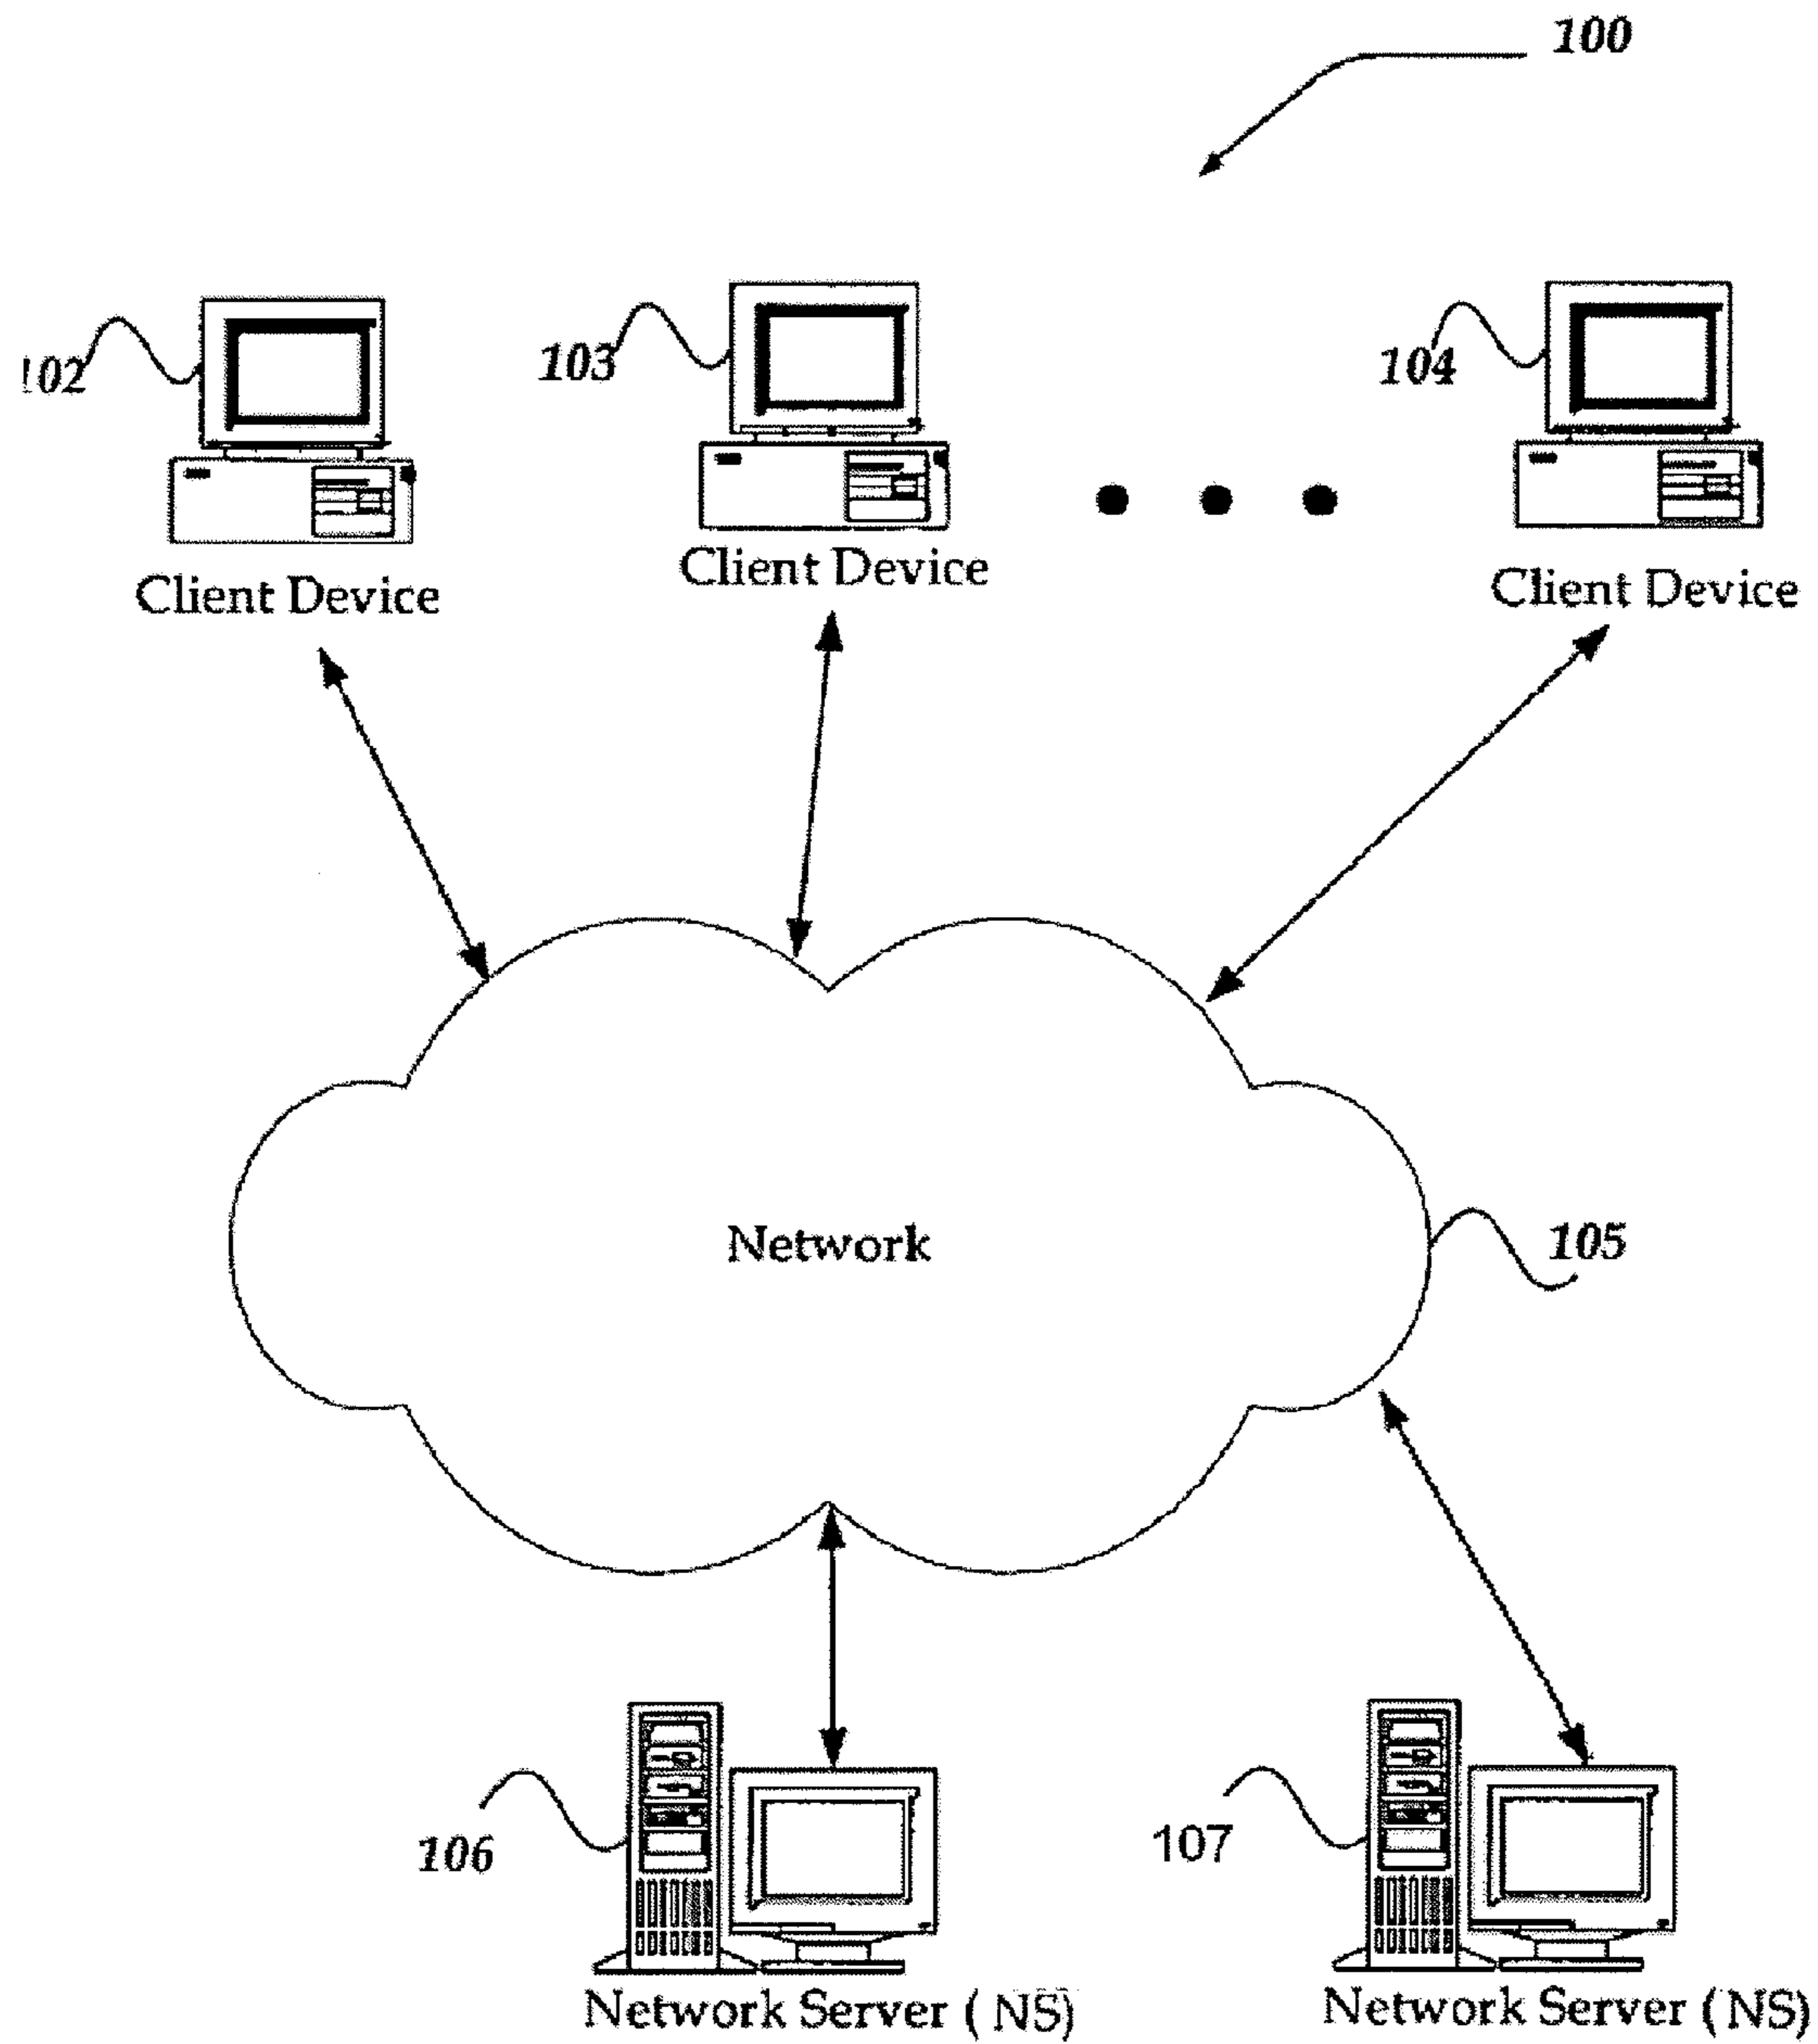 100
102
103
104
Client Device
Client Device
Client Device
Network
105
106
107
Network Server ( NS)
Network Server ( NS)